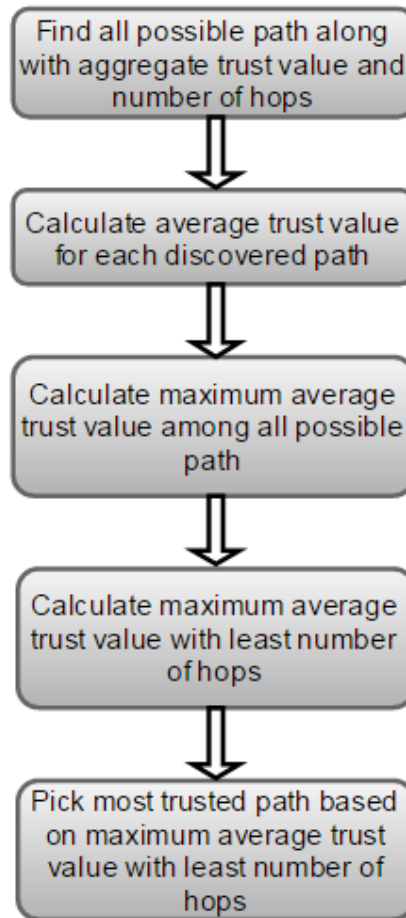 Find all possible path along
with aggregate trust value and
number of hops
Calculate average trust value
for each discovered path
Calculate maximum average
trust value among all possible
path
Calculate maximum average
trust value with least number
of hops
Pick most trusted path based
on maximum average trust
value with least number of
hops